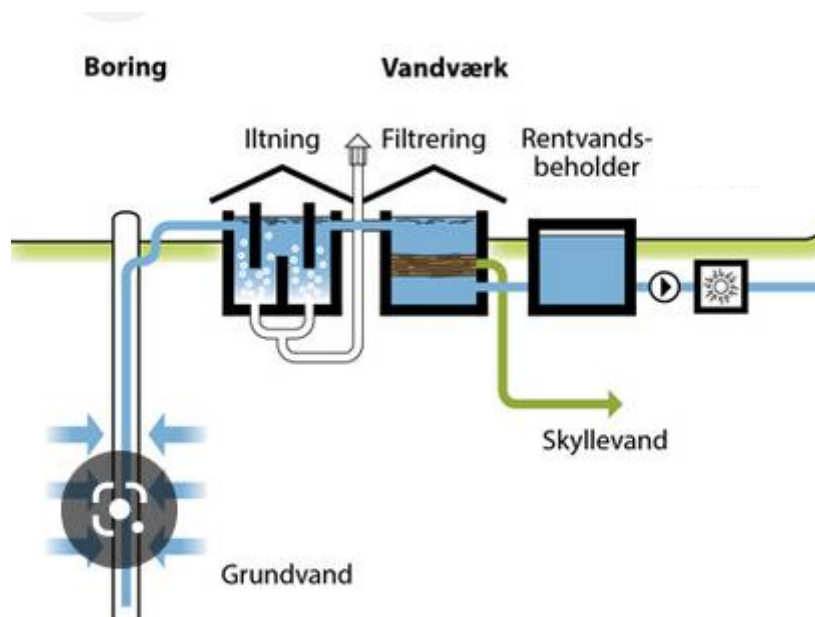 Boring
Vandværk
Iltning
Filtrering
Rentvands-
beholder
Skyllevand
Grundvand